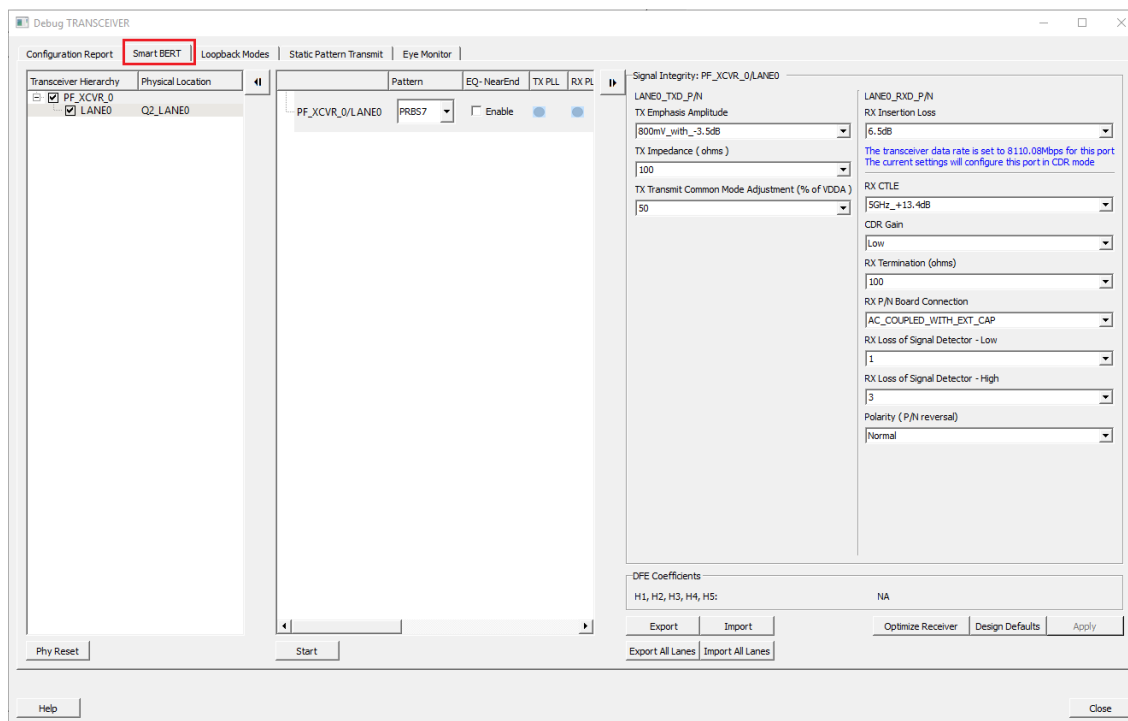 Debug TRANSCEIVER
Configuration Report
Smart BERT
Loopback Modes
Static Pattern Transmit
Eye Monitor
Transceiver Hierarchy
Physical Location
PF_XCVR_0
LANE0
Q2_LANE0
Phy Reset
Pattern
EQ- NearEnd
TX PLL
RX PL
PF_XCVR_0/LANE0
PRBS7
Enable
Start
Signal Integrity: PF_XCVR_0/LANE0
LANE0_TXD_P/N
TX Emphasis Amplitude
800mV_with_-3.5dB
TX Impedance ( ohms )
100
TX Transmit Common Mode Adjustment (% of VDDA )
50
LANE0_RXD_P/N
RX Insertion Loss
6.5dB
The transceiver data rate is set to 8110.08Mbps for this port
The current settings will configure this port in CDR mode
RX CTLE
5GHz_+13.4dB
CDR Gain
Low
RX Termination (ohms)
100
RX P/N Board Connection
AC_COUPLED_WITH_EXT_CAP
RX Loss of Signal Detector - Low
1
RX Loss of Signal Detector - High
3
Polarity ( P/N reversal)
Normal
DFE Coefficients
H1, H2, H3, H4, H5:
NA
Export
Import
Optimize Receiver
Design Defaults
Apply
Export All Lanes
Import All Lanes
Help
Close